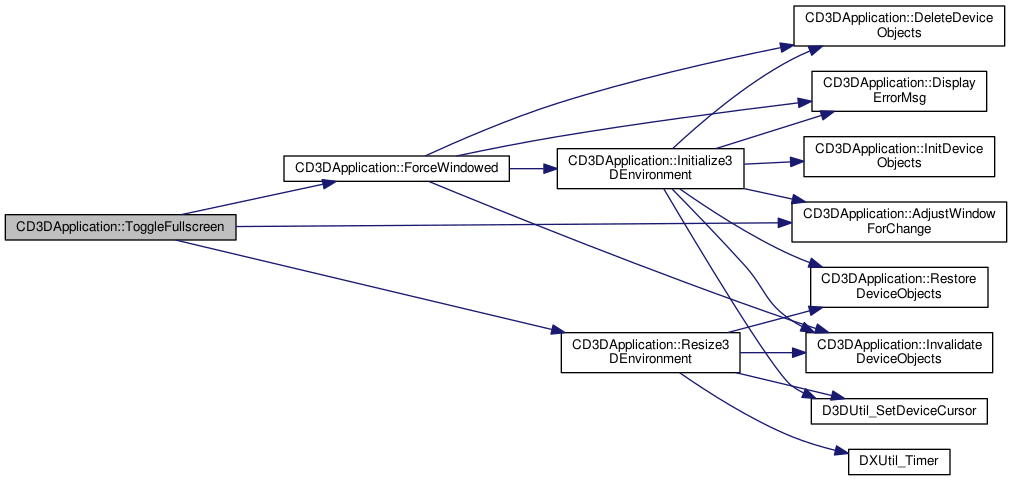 CD3DApplication::ToggleFullscreen
CD3DApplication::ForceWindowed
CD3DApplication::Resize3
DEnvironment
CD3DApplication::Initialize3
DEnvironment
CD3DApplication::DeleteDevice
Objects
CD3DApplication::Display
ErrorMsg
CD3DApplication::InitDevice
Objects
CD3DApplication::AdjustWindow
ForChange
CD3DApplication::Restore
DeviceObjects
CD3DApplication::Invalidate
DeviceObjects
D3DUtil_SetDeviceCursor
DXUtil_Timer